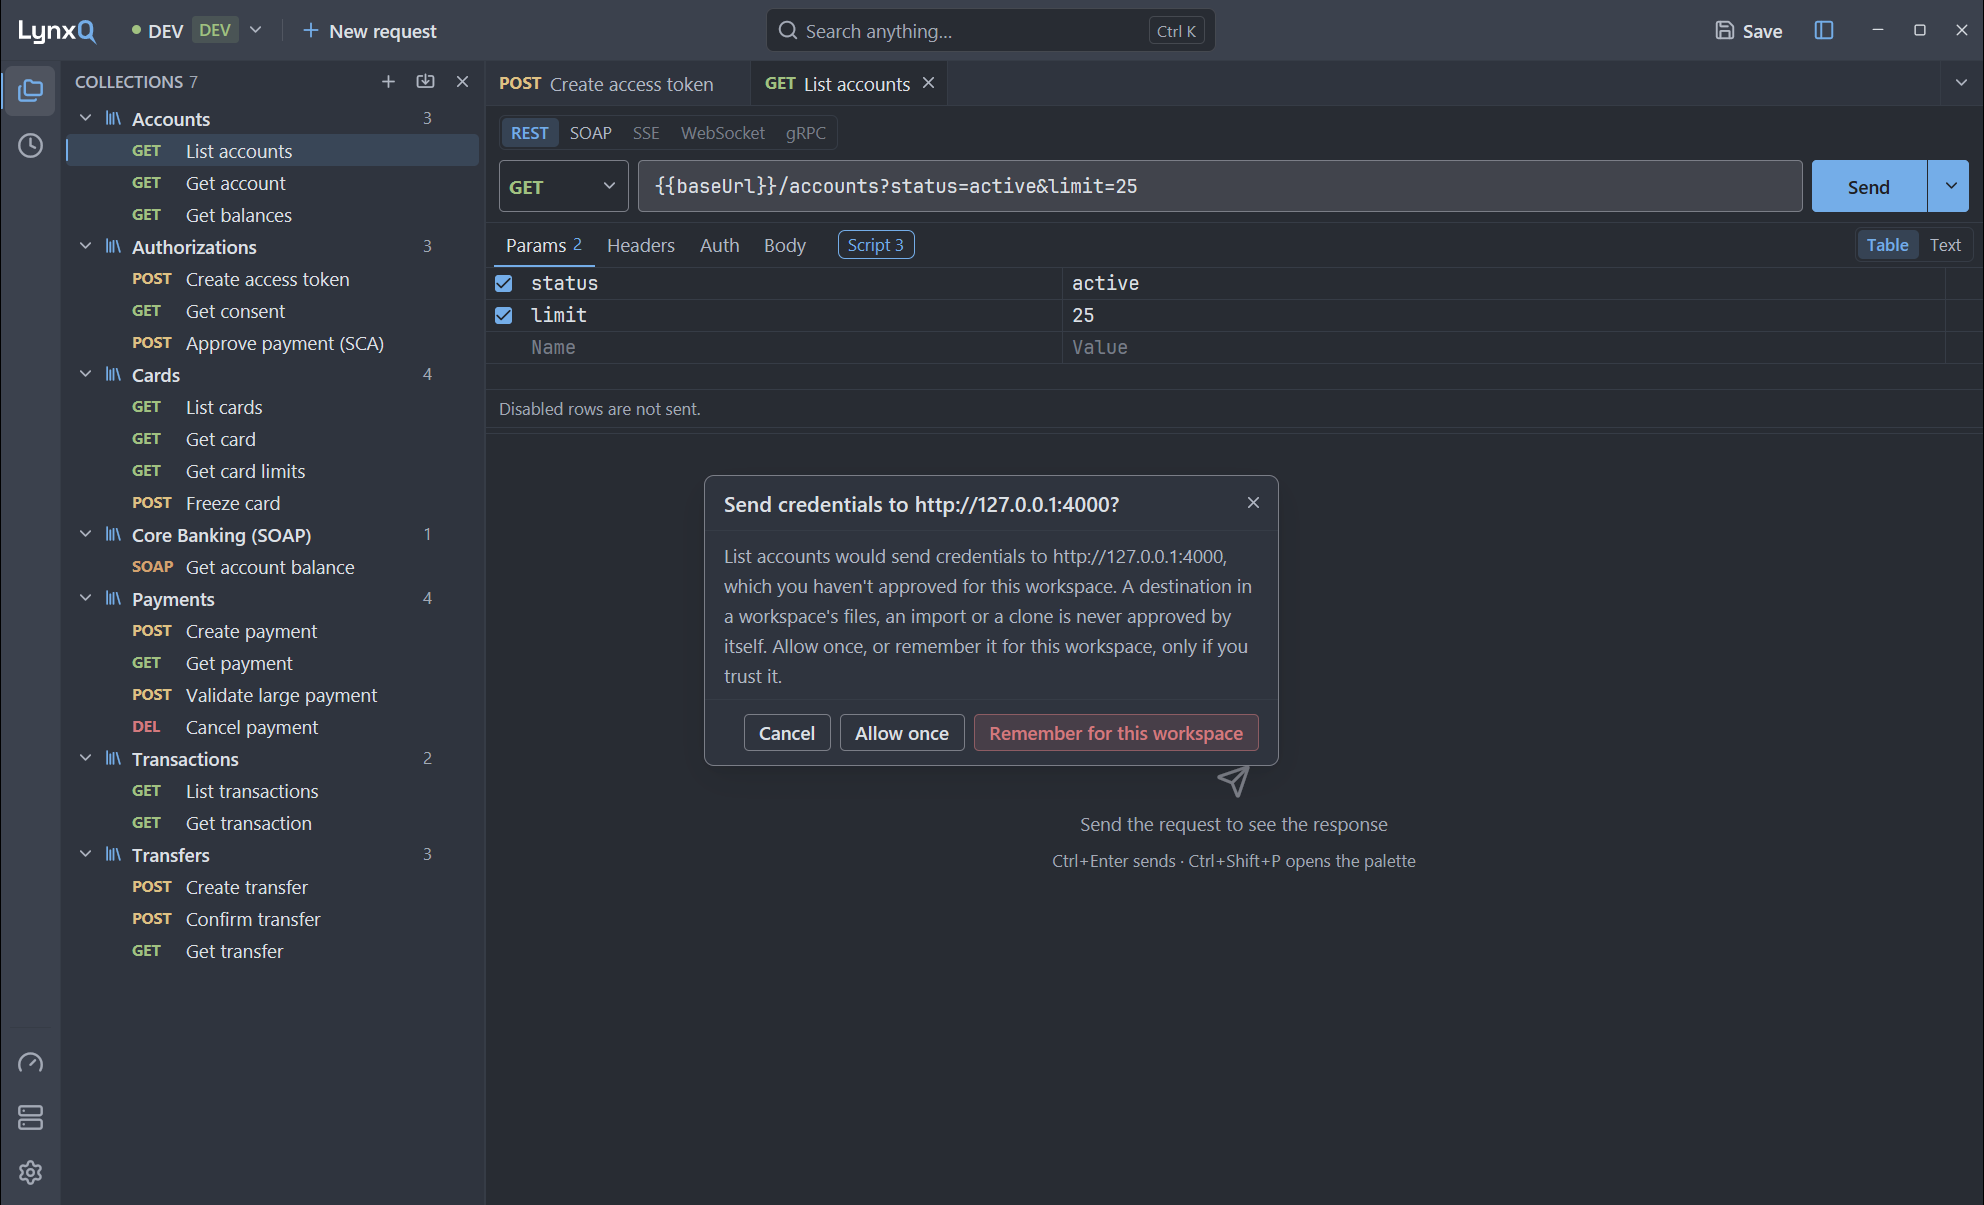 LynxQ
DEV DEV
New request
Search anything...
Ctrl K
Save
COLLECTIONS 7
Accounts 3
GET List accounts
GET Get account
GET Get balances
Authorizations 3
POST Create access token
GET Get consent
POST Approve payment (SCA)
Cards 4
GET List cards
GET Get card
GET Get card limits
POST Freeze card
Core Banking (SOAP) 1
SOAP Get account balance
Payments 4
POST Create payment
GET Get payment
POST Validate large payment
DEL Cancel payment
Transactions 2
GET List transactions
GET Get transaction
Transfers 3
POST Create transfer
POST Confirm transfer
GET Get transfer
POST Create access token
GET List accounts
REST SOAP SSE WebSocket gRPC
GET
{{baseUrl}}/accounts?status=active&limit=25
Send
Params 2 Headers Auth Body Script 3
Table Text
status active
limit 25
Name Value
Disabled rows are not sent.
Send credentials to http://127.0.0.1:4000?
List accounts would send credentials to http://127.0.0.1:4000,
which you haven't approved for this workspace. A destination in
a workspace's files, an import or a clone is never approved by
itself. Allow once, or remember it for this workspace, only if you
trust it.
Cancel Allow once Remember for this workspace
Send the request to see the response
Ctrl+Enter sends · Ctrl+Shift+P opens the palette